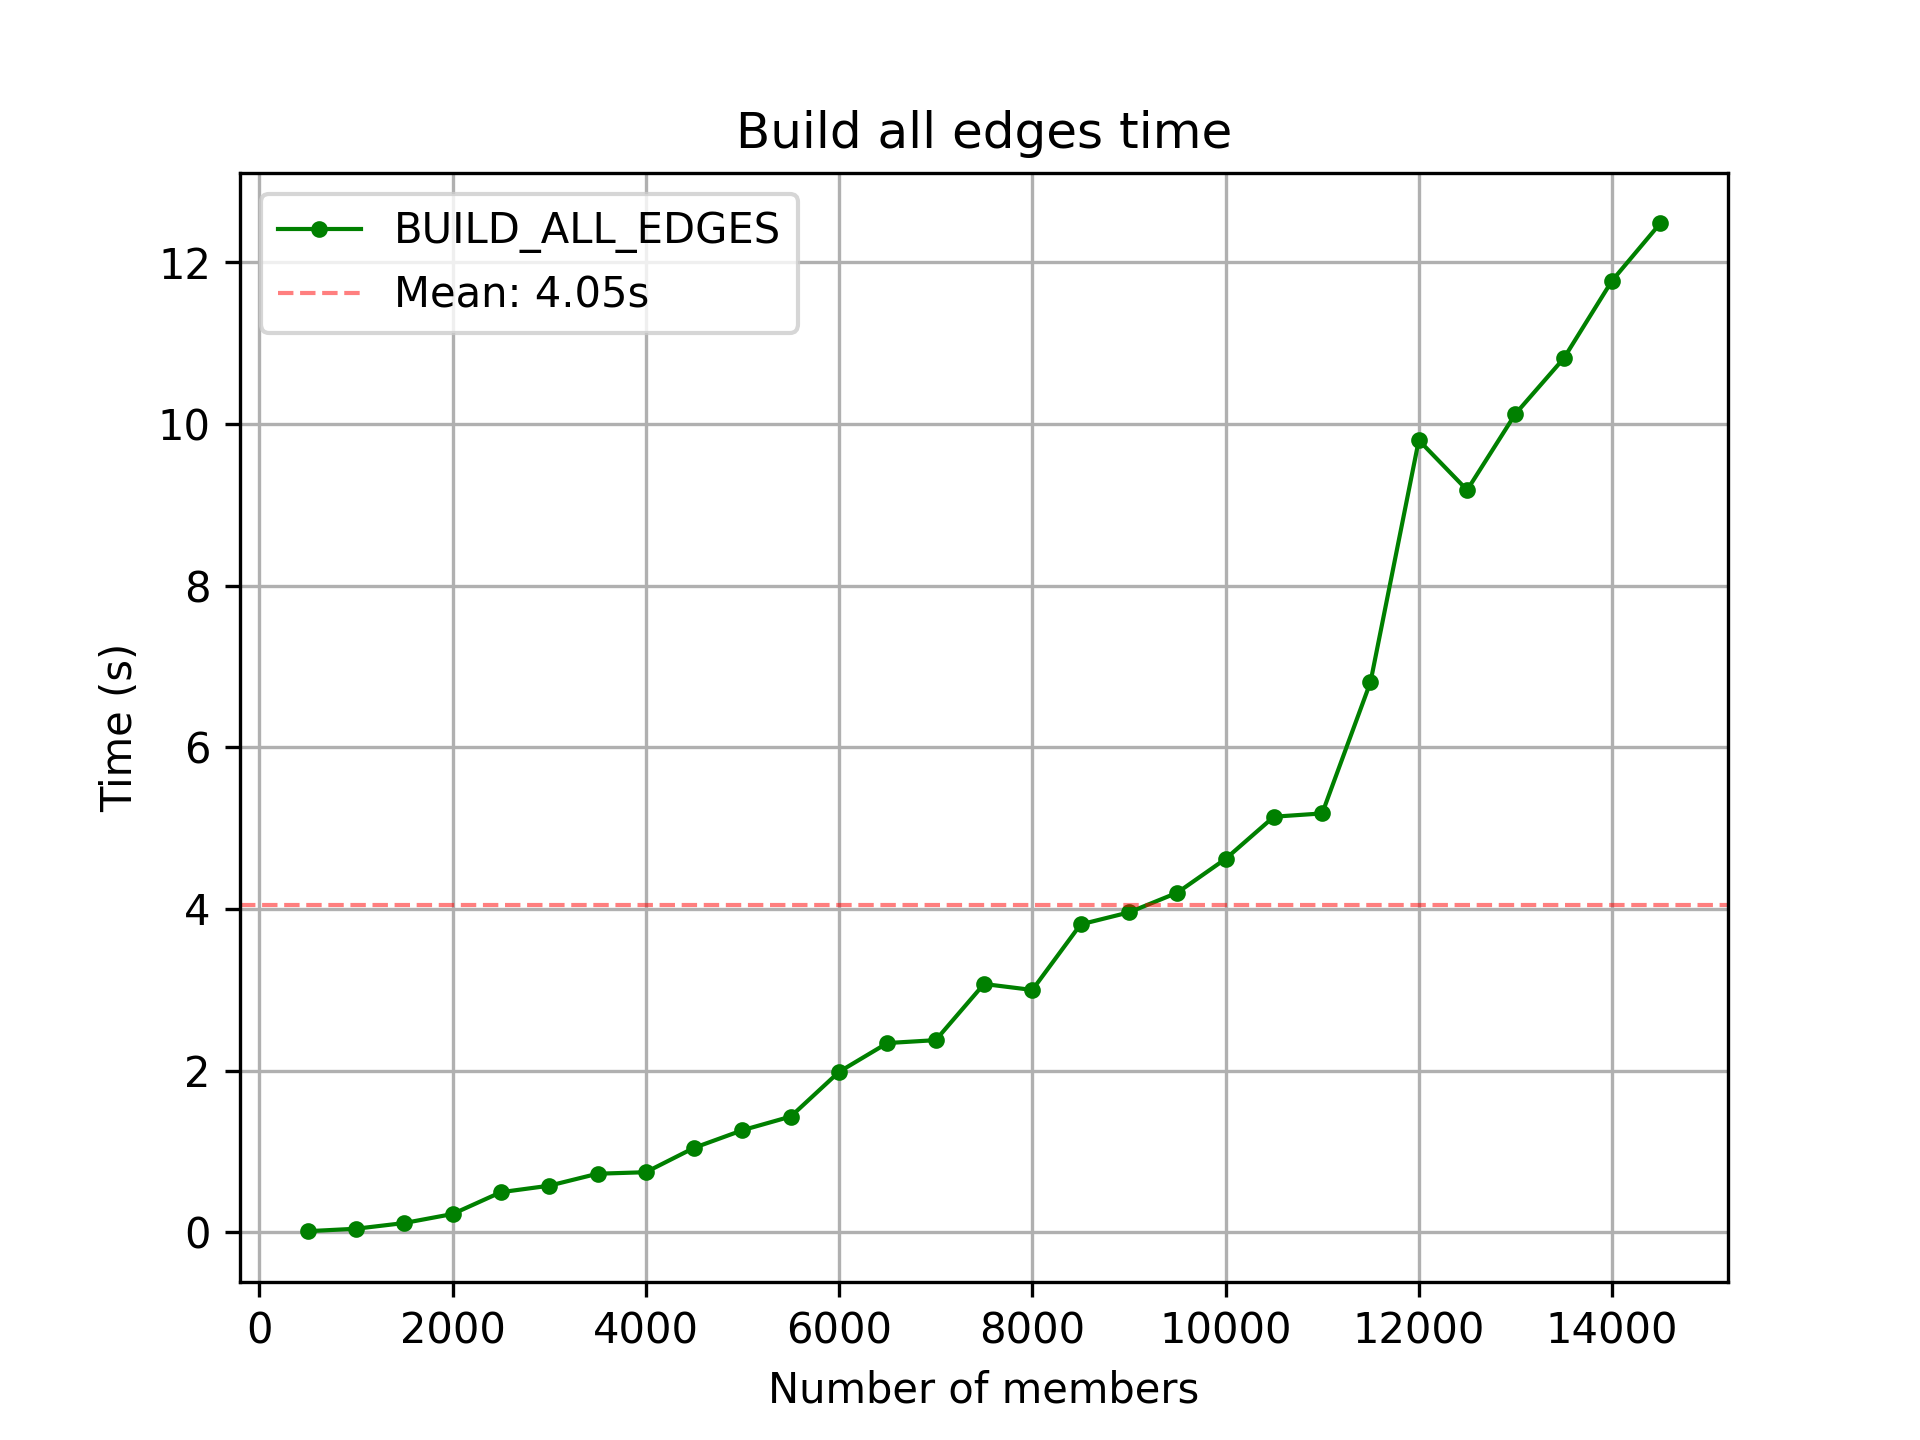 Build all edges time
BUILD_ALL_EDGES
Mean: 4.05s
12
10
8
6
4
2
0
Time (s)
0 2000 4000 6000 8000 10000 12000 14000
Number of members